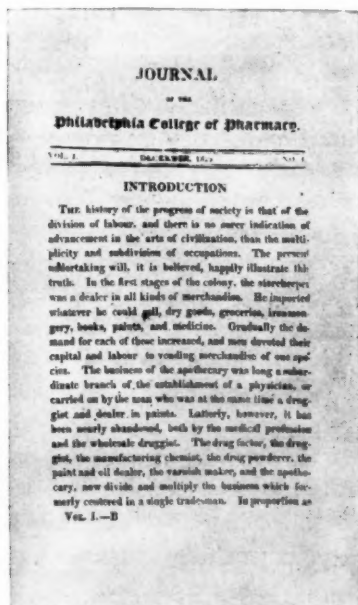 JOURNAL
OF THE
Philadelphia College of Pharmacy.
VOL. I. DECEMBER, No. I.
INTRODUCTION
THE history of the progress of society is that of the
division of labour, and there is no surer indication of
advancement in the arts of civilization, than the multi-
plicity and subdivision of occupations. The present
undertaking will, it is believed, happily illustrate this
truth. In the first stages of the colony, the storekeeper
was a dealer in all kinds of merchandise. He imported
whatever he could sell, dry goods, groceries, ironmon-
gery, books, paints, and medicine. Gradually the de-
mand for each of these increased, and men devoted their
capital and labour to vending merchandise of one spe-
cies. The business of the apothecary was long a subor-
dinate branch of the establishment of a physician, or
carried on by the man who was at the same time a drug-
gist and dealer in paints. Latterly, however, it has
been nearly abandoned, both by the medical profession
and the wholesale druggist. The drug factor, the drug-
gist, the manufacturing chemist, the drug powderer, the
paint and oil dealer, the varnish maker, and the apothe-
cary, now divide and multiply the business which for-
merly centered in a single tradesman. In proportion as
VOL. I.—B